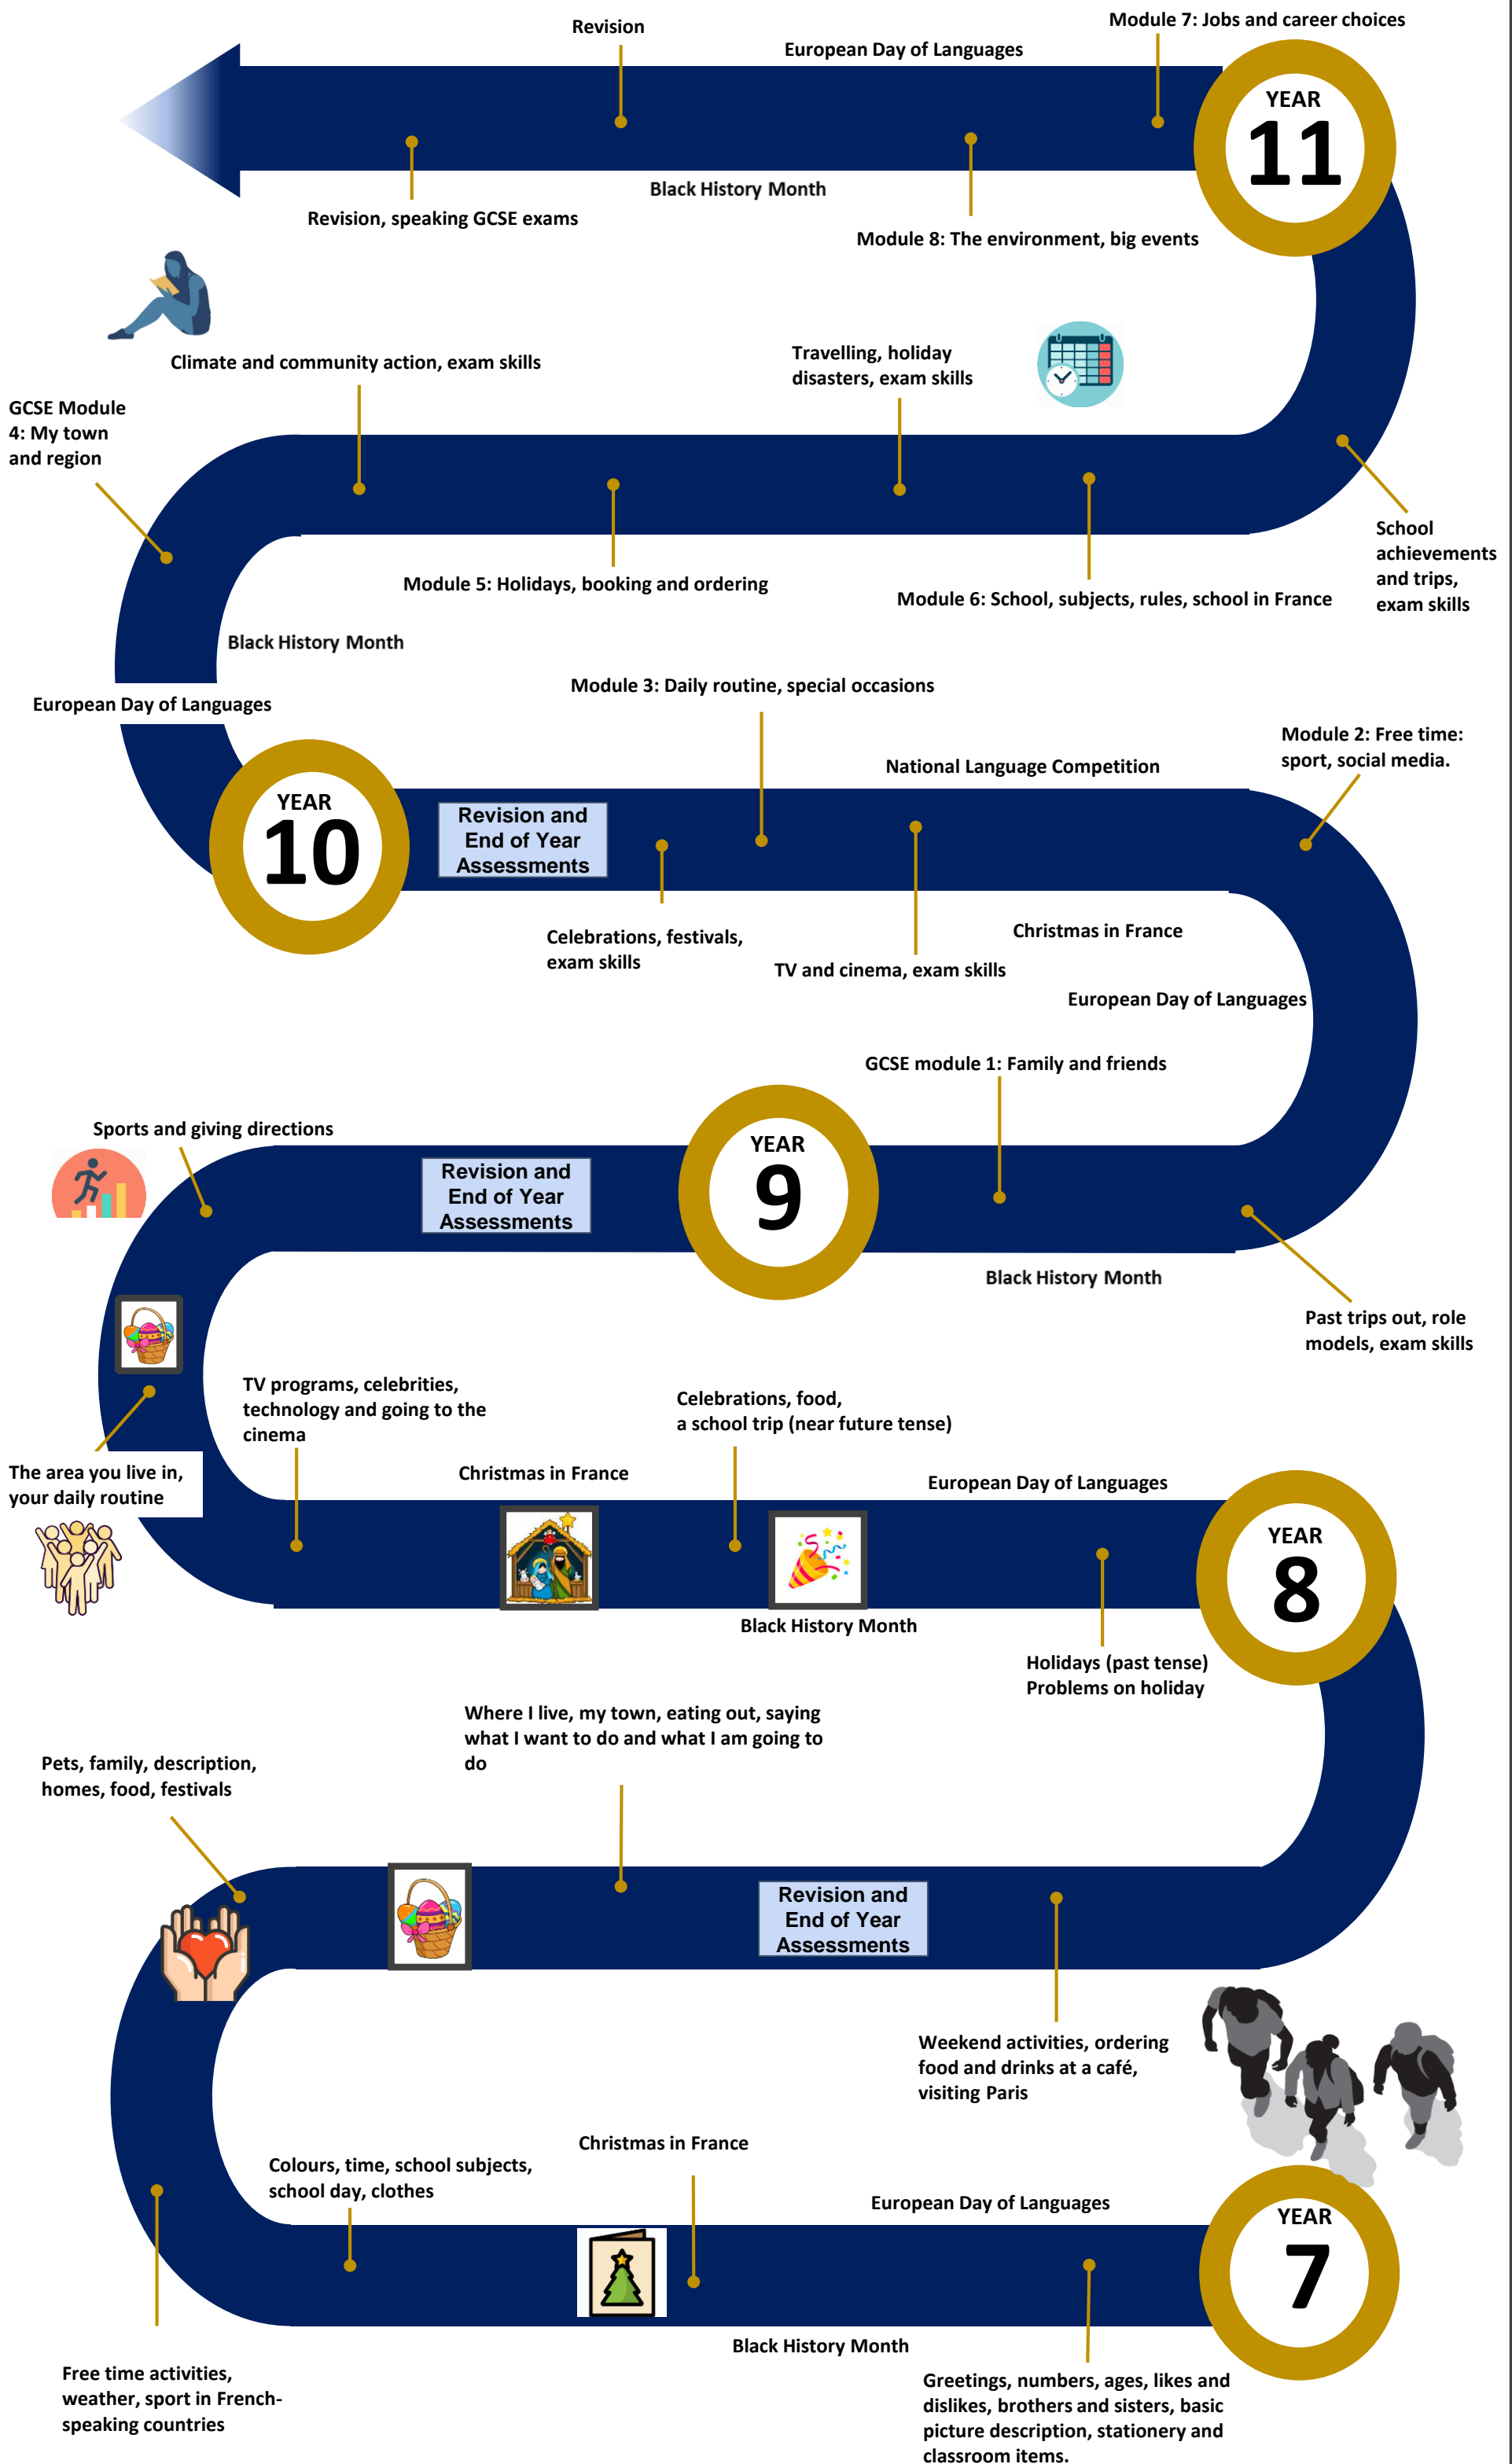 Module 7: Jobs and career choices
Revision
European Day of Languages
YEAR
11
Black History Month
Revision, speaking GCSE exams
Module 8: The environment, big events
Climate and community action, exam skills
Travelling, holiday
disasters, exam skills
GCSE Module
4: My town
and region
School
achievements
and trips,
exam skills
Module 5: Holidays, booking and ordering
Module 6: School, subjects, rules, school in France
Black History Month
European Day of Languages
Module 3: Daily routine, special occasions
Module 2: Free time:
sport, social media.
National Language Competition
YEAR
10
Revision and
End of Year
Assessments
Celebrations, festivals,
exam skills
TV and cinema, exam skills
Christmas in France
European Day of Languages
GCSE module 1: Family and friends
Sports and giving directions
Revision and
End of Year
Assessments
YEAR
9
Black History Month
Past trips out, role
models, exam skills
TV programs, celebrities,
technology and going to the
cinema
Celebrations, food,
a school trip (near future tense)
The area you live in,
your daily routine
Christmas in France
European Day of Languages
YEAR
8
Black History Month
Holidays (past tense)
Problems on holiday
Where I live, my town, eating out, saying
what I want to do and what I am going to
do
Pets, family, description,
homes, food, festivals
Revision and
End of Year
Assessments
Weekend activities, ordering
food and drinks at a café,
visiting Paris
Christmas in France
Colours, time, school subjects,
school day, clothes
European Day of Languages
YEAR
7
Black History Month
Free time activities,
weather, sport in French-
speaking countries
Greetings, numbers, ages, likes and
dislikes, brothers and sisters, basic
picture description, stationery and
classroom items.